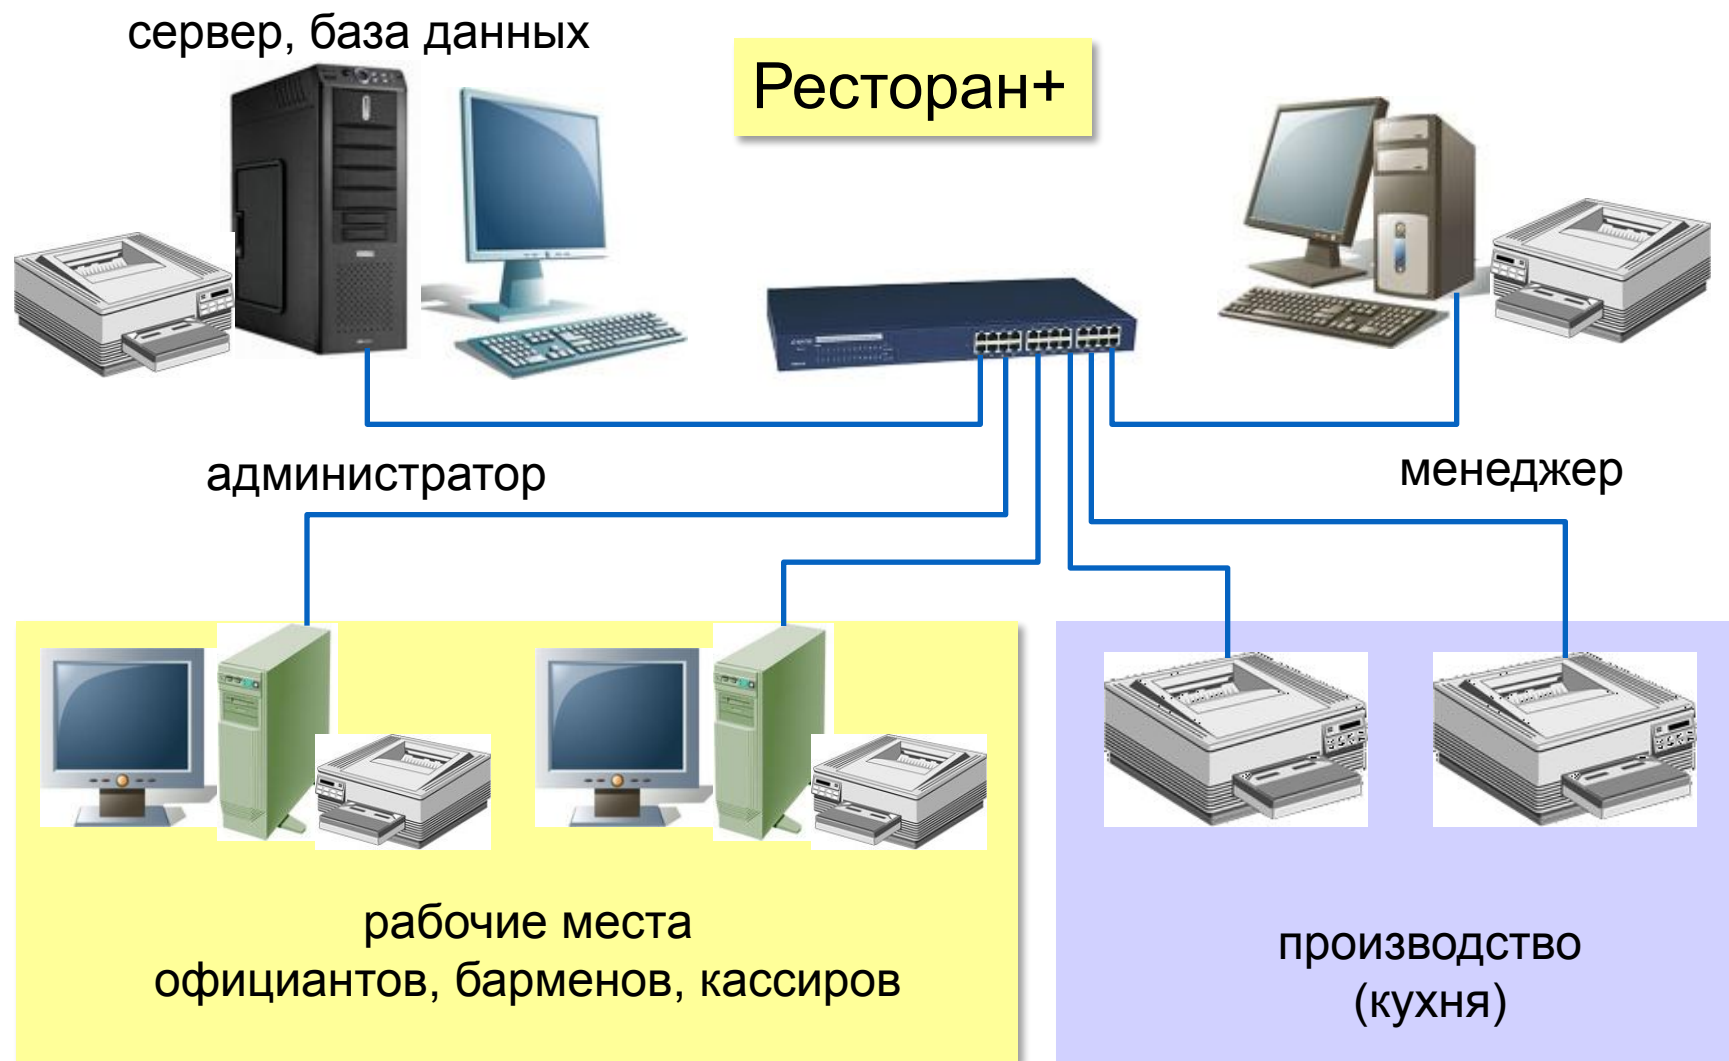 сервер, база данных
Ресторан+
администратор
менеджер
рабочие места
официантов, барменов, кассиров
производство
(кухня)